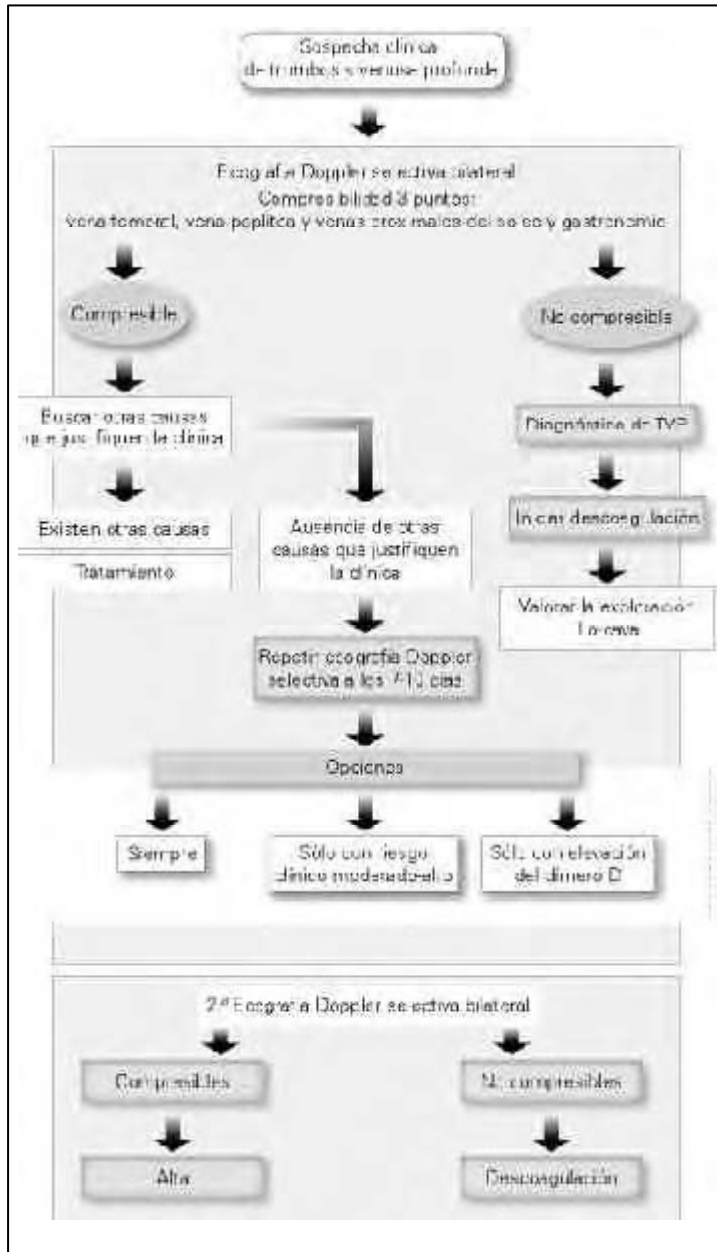 Sospecha clínica
de trombosis venosa profunda
Ecografía Doppler selectiva bilateral
Compresibilidad 3 puntos:
vena femoral, vena poplítea y venas proximales del soleo y gastrocnemio
Compresible
No compresible
Buscar otras causas
que justifiquen la clínica
Diagnóstico de TVP
Existen otras causas
Tratamiento
Ausencia de otras
causas que justifiquen
la clínica
Iniciar descoagulación
Valorar la exploración
Repetir ecografía Doppler
selectiva a los 7-10 días
Opciones
Siempre
Sólo con riesgo
clínico moderado-alto
Sólo con elevación
del dímero D
2.ª Ecografía Doppler selectiva bilateral
Compresibles
No compresibles
Alta
Descoagulación